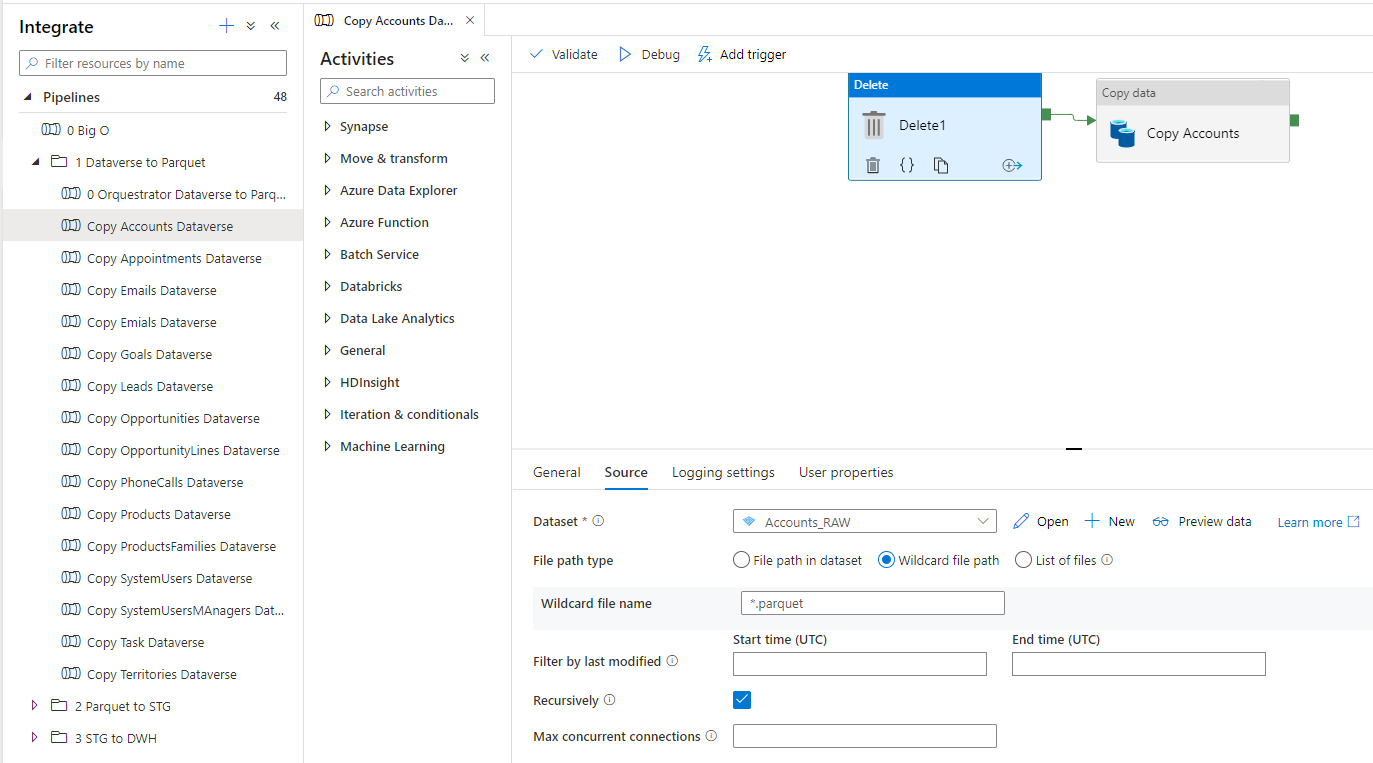 Integrate
Filter resources by name
Pipelines 48
0 Big O
1 Dataverse to Parquet
0 Orquestrator Dataverse to Parq...
Copy Accounts Dataverse
Copy Appointments Dataverse
Copy Emails Dataverse
Copy Emials Dataverse
Copy Goals Dataverse
Copy Leads Dataverse
Copy Opportunities Dataverse
Copy OpportunityLines Dataverse
Copy PhoneCalls Dataverse
Copy Products Dataverse
Copy ProductsFamilies Dataverse
Copy SystemUsers Dataverse
Copy SystemUsersMAnagers Dat...
Copy Task Dataverse
Copy Territories Dataverse
2 Parquet to STG
3 STG to DWH
Copy Accounts Da...
Activities
Search activities
Synapse
Move & transform
Azure Data Explorer
Azure Function
Batch Service
Databricks
Data Lake Analytics
General
HDInsight
Iteration & conditionals
Machine Learning
Validate Debug Add trigger
Delete
Delete1
Copy data
Copy Accounts
General Source Logging settings User properties
Dataset * Accounts_RAW Open New Preview data Learn more
File path type File path in dataset Wildcard file path List of files
Wildcard file name *.parquet
Start time (UTC) End time (UTC)
Filter by last modified
Recursively
Max concurrent connections